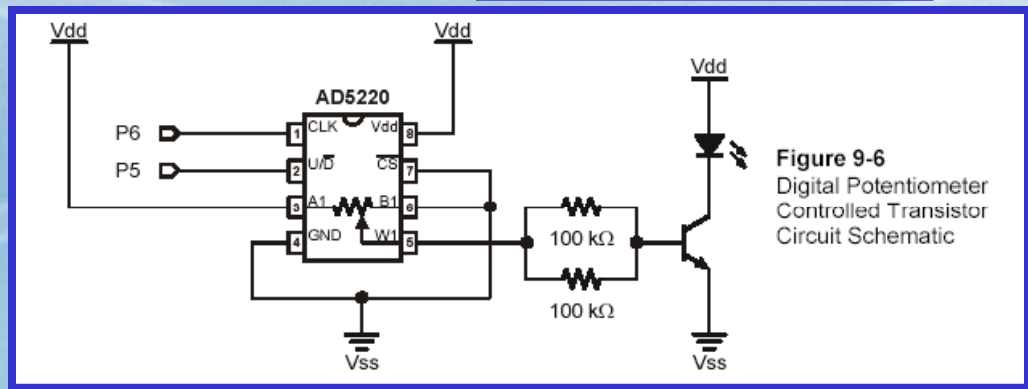 Vdd
Vdd
Vdd
AD5220
P6
1
CLK
Vdd
8
P5
2
U/D̅
C̅S̅
7
3
A1
B1
6
4
GND
W1
5
100 kΩ
100 kΩ
Vss
Vss
Figure 9-6
Digital Potentiometer
Controlled Transistor
Circuit Schematic